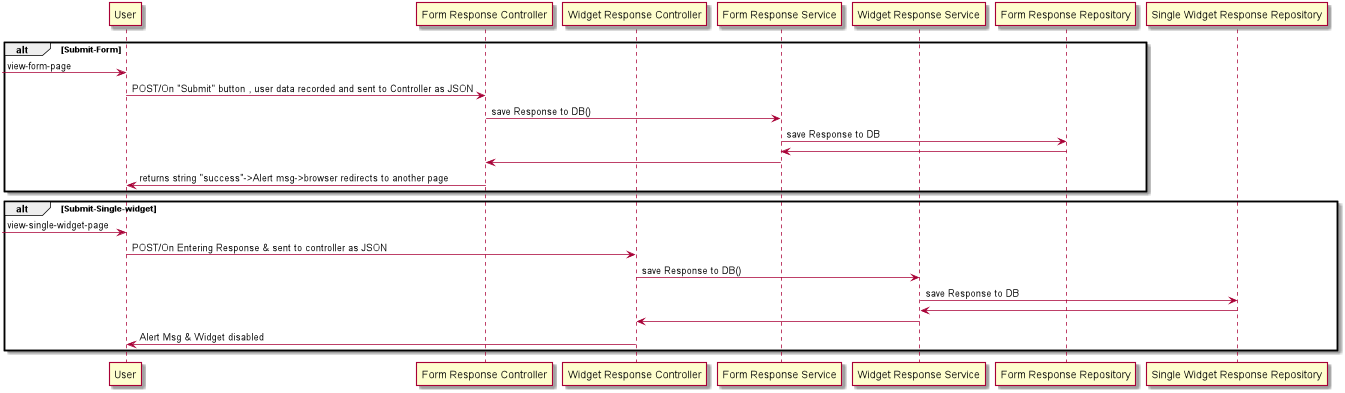 User
Form Response Controller
Widget Response Controller
Form Response Service
Widget Response Service
Form Response Repository
Single Widget Response Repository
alt [Submit-Form]
view-form-page
POST/On "Submit" button , user data recorded and sent to Controller as JSON
save Response to DB()
save Response to DB
returns string "success"->Alert msg->browser redirects to another page
alt [Submit-Single-widget]
view-single-widget-page
POST/On Entering Response & sent to controller as JSON
save Response to DB()
save Response to DB
Alert Msg & Widget disabled
User
Form Response Controller
Widget Response Controller
Form Response Service
Widget Response Service
Form Response Repository
Single Widget Response Repository